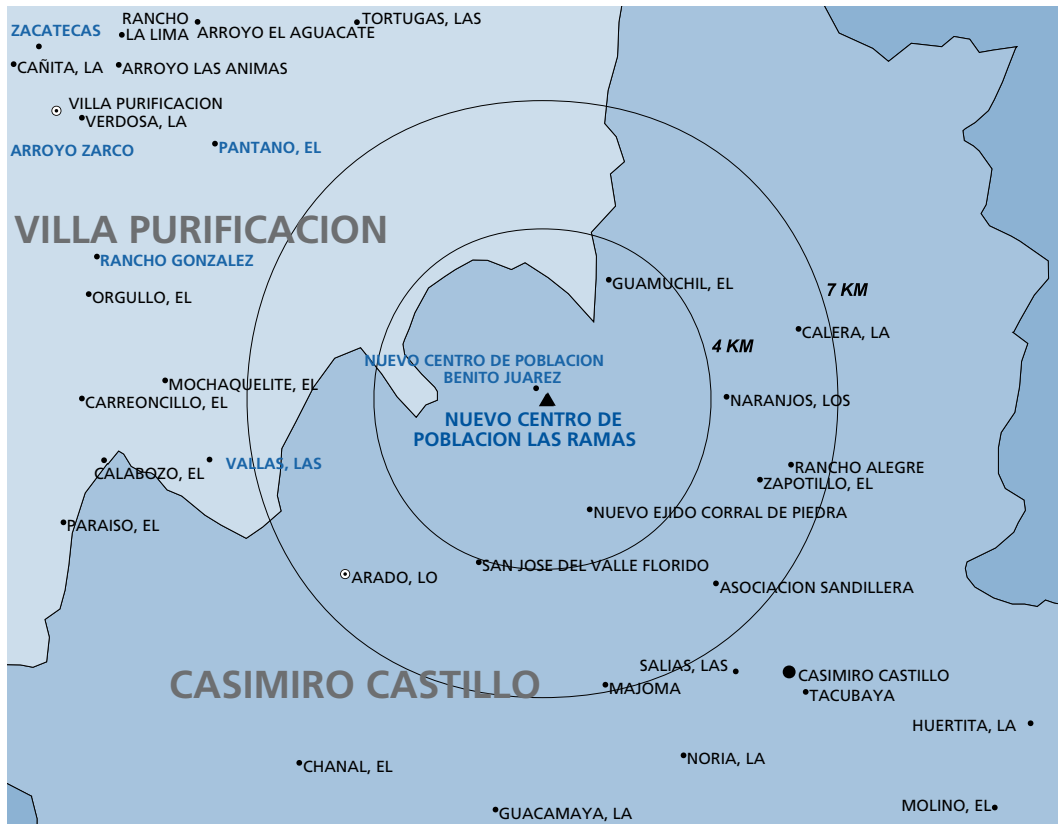 RANCHO
LA LIMA
ARROYO EL AGUACATE
TORTUGAS, LAS
ZACATECAS
CAÑITA, LA
ARROYO LAS ANIMAS
VILLA PURIFICACION
VERDOSA, LA
ARROYO ZARCO
PANTANO, EL
VILLA PURIFICACION
RANCHO GONZALEZ
ORGULLO, EL
GUAMUCHIL, EL
7 KM
CALERA, LA
4 KM
NUEVO CENTRO DE POBLACION
BENITO JUAREZ
MOCHAQUELITE, EL
CARREONCILLO, EL
NARANJOS, LOS
NUEVO CENTRO DE
POBLACION LAS RAMAS
VALLAS, LAS
CALABOZO, EL
RANCHO ALEGRE
ZAPOTILLO, EL
PARAISO, EL
NUEVO EJIDO CORRAL DE PIEDRA
SAN JOSE DEL VALLE FLORIDO
ARADO, LO
ASOCIACION SANDILLERA
SALIAS, LAS
CASIMIRO CASTILLO
CASIMIRO CASTILLO
MAJOMA
TACUBAYA
HUERTITA, LA
CHANAL, EL
NORIA, LA
GUACAMAYA, LA
MOLINO, EL